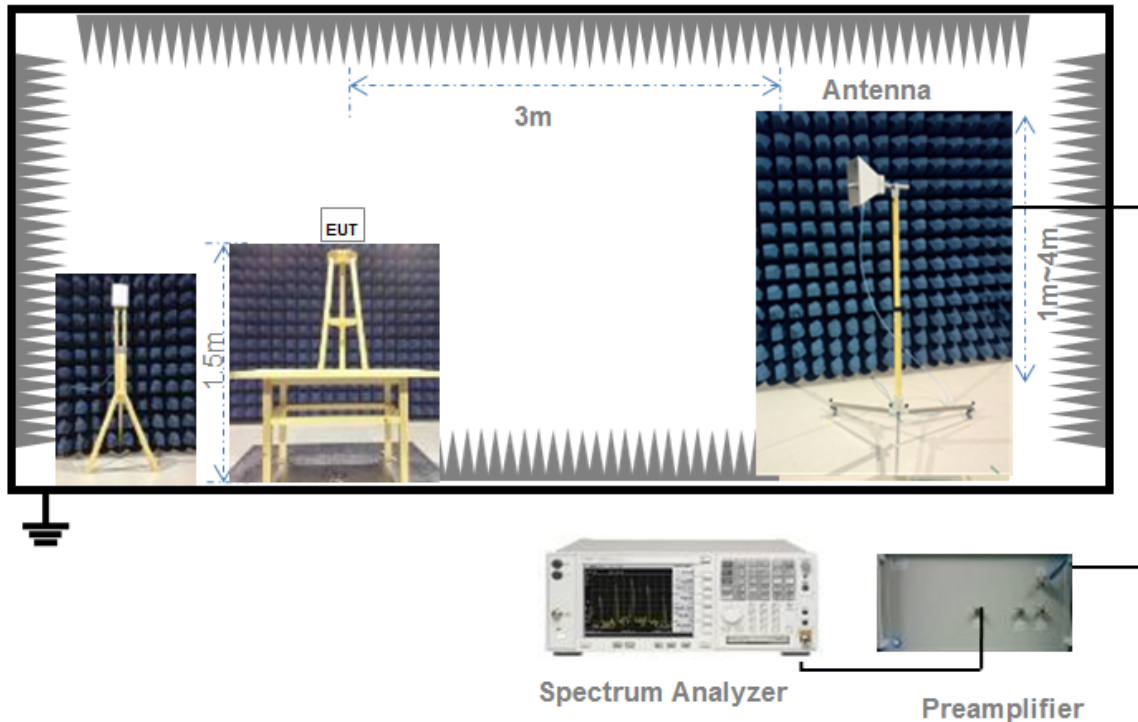 Antenna
3m
EUT
1.5m
1m~4m
Spectrum Analyzer
Preamplifier